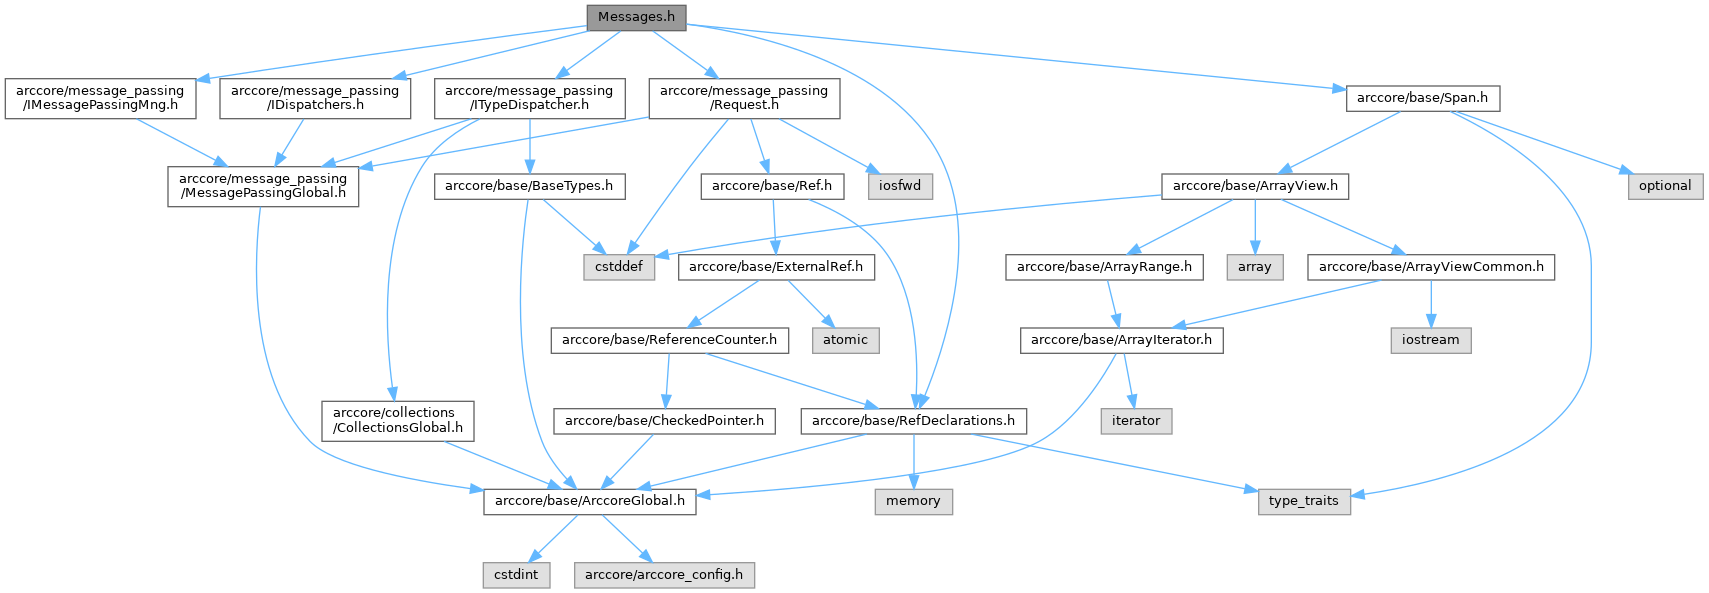 Messages.h
arccore/message_passing
/IMessagePassingMng.h
arccore/message_passing
/IDispatchers.h
arccore/message_passing
/ITypeDispatcher.h
arccore/message_passing
/Request.h
arccore/base/Span.h
arccore/message_passing
/MessagePassingGlobal.h
arccore/base/BaseTypes.h
arccore/base/Ref.h
iosfwd
arccore/base/ArrayView.h
optional
cstddef
arccore/base/ExternalRef.h
arccore/base/ArrayRange.h
array
arccore/base/ArrayViewCommon.h
arccore/base/ReferenceCounter.h
atomic
arccore/base/ArrayIterator.h
iostream
arccore/collections
/CollectionsGlobal.h
arccore/base/CheckedPointer.h
arccore/base/RefDeclarations.h
iterator
arccore/base/ArccoreGlobal.h
memory
type_traits
cstdint
arccore/arccore_config.h